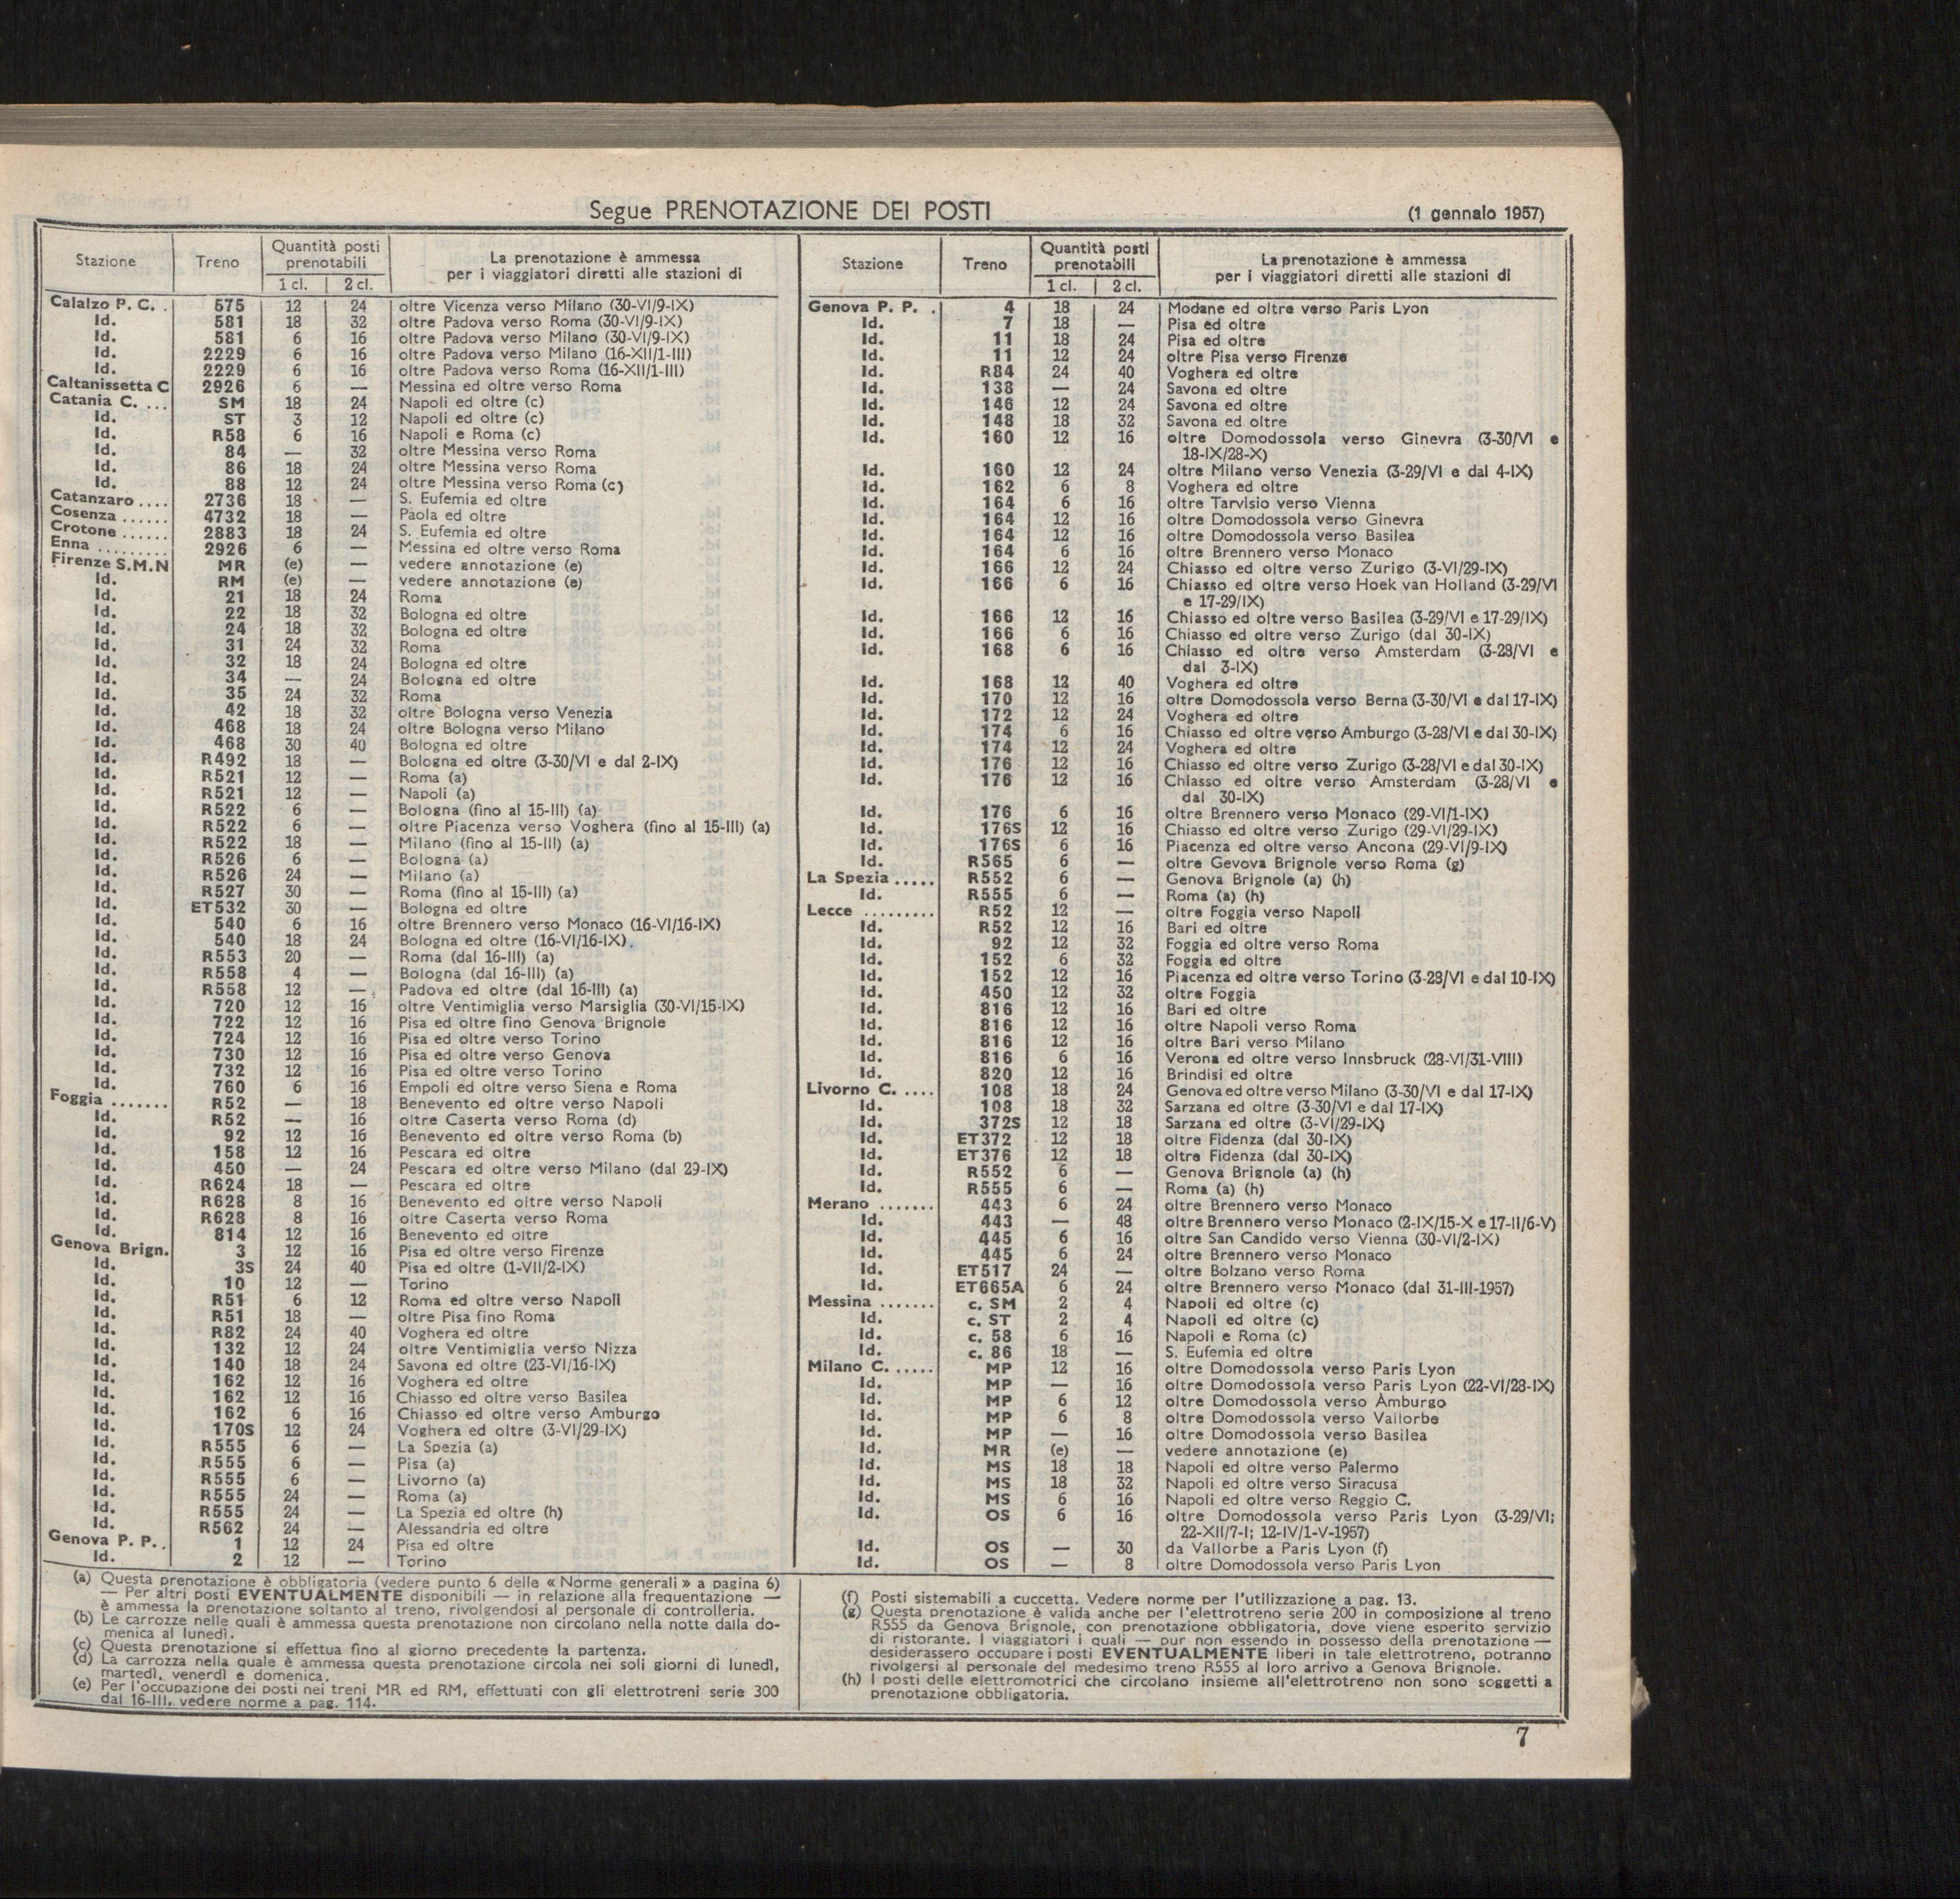 Segue PRENOTAZIONE DEI POSTI
(1 gennaio 1957)
Stazione Treno Quantità posti prenotabili 1 cl. 2 cl. La prenotazione è ammessa per i viaggiatori diretti alle stazioni di
Calalzo P. C. . 575 12 24 oltre Vicenza verso Milano (30-VI/9-IX)
Id. 581 18 32 oltre Padova verso Roma (30-VI/9-IX)
Id. 581 6 16 oltre Padova verso Milano (30-VI/9-IX)
Id. 2229 6 16 oltre Padova verso Milano (16-XII/1-III)
Id. 2229 6 16 oltre Padova verso Roma (16-XII/1-III)
Caltanissetta C 2926 6 — Messina ed oltre verso Roma
Catania C. ... SM 18 24 Napoli ed oltre (c)
Id. ST 3 12 Napoli ed oltre (c)
Id. R58 6 16 Napoli e Roma (c)
Id. 84 — 32 oltre Messina verso Roma
Id. 86 18 24 oltre Messina verso Roma
Id. 88 12 24 oltre Messina verso Roma (c)
Catanzaro .... 2736 18 — S. Eufemia ed oltre
Cosenza ...... 4732 18 — Paola ed oltre
Crotone ...... 2883 18 24 S. Eufemia ed oltre
Enna ......... 2926 6 — Messina ed oltre verso Roma
Firenze S.M.N MR (e) — vedere annotazione (e)
Id. RM (e) — vedere annotazione (e)
Id. 21 18 24 Roma
Id. 22 18 32 Bologna ed oltre
Id. 24 18 32 Bologna ed oltre
Id. 31 24 32 Roma
Id. 32 18 24 Bologna ed oltre
Id. 34 — 24 Bologna ed oltre
Id. 35 24 32 Roma
Id. 42 18 32 oltre Bologna verso Venezia
Id. 468 18 24 oltre Bologna verso Milano
Id. 468 30 40 Bologna ed oltre
Id. R492 18 — Bologna ed oltre (3-30/VI e dal 2-IX)
Id. R521 12 — Roma (a)
Id. R521 12 — Napoli (a)
Id. R522 6 — Bologna (fino al 15-III) (a)
Id. R522 6 — oltre Piacenza verso Voghera (fino al 15-III) (a)
Id. R522 18 — Milano (fino al 15-III) (a)
Id. R526 6 — Bologna (a)
Id. R526 24 — Milano (a)
Id. R527 30 — Roma (fino al 15-III) (a)
Id. ET532 30 — Bologna ed oltre
Id. 540 6 16 oltre Brennero verso Monaco (16-VI/16-IX)
Id. 540 18 24 Bologna ed oltre (16-VI/16-IX).
Id. R553 20 — Roma (dal 16-III) (a)
Id. R558 4 — Bologna (dal 16-III) (a)
Id. R558 12 — Padova ed oltre (dal 16-III) (a)
Id. 720 12 16 oltre Ventimiglia verso Marsiglia (30-VI/15-IX)
Id. 722 12 16 Pisa ed oltre fino Genova Brignole
Id. 724 12 16 Pisa ed oltre verso Torino
Id. 730 12 16 Pisa ed oltre verso Genova
Id. 732 12 16 Pisa ed oltre verso Torino
Id. 760 6 16 Empoli ed oltre verso Siena e Roma
Foggia ....... R52 — 18 Benevento ed oltre verso Napoli
Id. R52 — 16 oltre Caserta verso Roma (d)
Id. 92 12 16 Benevento ed oltre verso Roma (b)
Id. 158 12 16 Pescara ed oltre
Id. 450 — 24 Pescara ed oltre verso Milano (dal 29-IX)
Id. R624 18 — Pescara ed oltre
Id. R628 8 16 Benevento ed oltre verso Napoli
Id. R628 8 16 oltre Caserta verso Roma
Id. 814 12 16 Benevento ed oltre
Genova Brign. 3 12 16 Pisa ed oltre verso Firenze
Id. 3S 24 40 Pisa ed oltre (1-VII/2-IX)
Id. 10 12 — Torino
Id. R51 6 12 Roma ed oltre verso Napoli
Id. R51 18 — oltre Pisa fino Roma
Id. R82 24 40 Voghera ed oltre
Id. 132 12 24 oltre Ventimiglia verso Nizza
Id. 140 18 24 Savona ed oltre (23-VI/16-IX)
Id. 162 12 16 Voghera ed oltre
Id. 162 12 16 Chiasso ed oltre verso Basilea
Id. 162 6 16 Chiasso ed oltre verso Amburgo
Id. 170S 12 24 Voghera ed oltre (3-VI/29-IX)
Id. R555 6 — La Spezia (a)
Id. R555 6 — Pisa (a)
Id. R555 6 — Livorno (a)
Id. R555 24 — Roma (a)
Id. R555 24 — La Spezia ed oltre (h)
Id. R562 24 — Alessandria ed oltre
Genova P. P. . 1 12 24 Pisa ed oltre
Id. 2 12 — Torino
(a) Questa prenotazione è obbligatoria (vedere punto 6 delle « Norme generali » a pagina 6)
— Per altri posti EVENTUALMENTE disponibili — in relazione alla frequentazione —
è ammessa la prenotazione soltanto al treno, rivolgendosi al personale di controlleria.
(b) Le carrozze nelle quali è ammessa questa prenotazione non circolano nella notte dalla do-
menica al lunedì.
(c) Questa prenotazione si effettua fino al giorno precedente la partenza.
(d) La carrozza nella quale è ammessa questa prenotazione circola nei soli giorni di lunedì,
martedì, venerdì e domenica.
(e) Per l'occupazione dei posti nei treni MR ed RM, effettuati con gli elettrotreni serie 300
dal 16-III, vedere norme a pag. 114.
Stazione Treno Quantità posti prenotabili 1 cl. 2 cl. La prenotazione è ammessa per i viaggiatori diretti alle stazioni di
Genova P. P. . 4 18 24 Modane ed oltre verso Paris Lyon
Id. 7 18 — Pisa ed oltre
Id. 11 18 24 Pisa ed oltre
Id. 11 12 24 oltre Pisa verso Firenze
Id. R84 24 40 Voghera ed oltre
Id. 138 — 24 Savona ed oltre
Id. 146 12 24 Savona ed oltre
Id. 148 18 32 Savona ed oltre
Id. 160 12 16 oltre Domodossola verso Ginevra (3-30/VI e
18-IX/28-X)
Id. 160 12 24 oltre Milano verso Venezia (3-29/VI e dal 4-IX)
Id. 162 6 8 Voghera ed oltre
Id. 164 6 16 oltre Tarvisio verso Vienna
Id. 164 12 16 oltre Domodossola verso Ginevra
Id. 164 12 16 oltre Domodossola verso Basilea
Id. 164 6 16 oltre Brennero verso Monaco
Id. 166 12 24 Chiasso ed oltre verso Zurigo (3-VI/29-IX)
Id. 166 6 16 Chiasso ed oltre verso Hoek van Holland (3-29/VI
e 17-29/IX)
Id. 166 12 16 Chiasso ed oltre verso Basilea (3-29/VI e 17-29/IX)
Id. 166 6 16 Chiasso ed oltre verso Zurigo (dal 30-IX)
Id. 168 6 16 Chiasso ed oltre verso Amsterdam (3-28/VI e
dal 3-IX)
Id. 168 12 40 Voghera ed oltre
Id. 170 12 16 oltre Domodossola verso Berna (3-30/VI e dal 17-IX)
Id. 172 12 24 Voghera ed oltre
Id. 174 6 16 Chiasso ed oltre verso Amburgo (3-28/VI e dal 30-IX)
Id. 174 12 24 Voghera ed oltre
Id. 176 12 16 Chiasso ed oltre verso Zurigo (3-28/VI e dal 30-IX)
Id. 176 12 16 Chiasso ed oltre verso Amsterdam (3-28/VI e
dal 30-IX)
Id. 176 6 16 oltre Brennero verso Monaco (29-VI/1-IX)
Id. 176S 12 16 Chiasso ed oltre verso Zurigo (29-VI/29-IX)
Id. 176S 6 16 Piacenza ed oltre verso Ancona (29-VI/9-IX)
Id. R565 6 — oltre Gevova Brignole verso Roma (g)
La Spezia ..... R552 6 — Genova Brignole (a) (h)
Id. R555 6 — Roma (a) (h)
Lecce ......... R52 12 — oltre Foggia verso Napoli
Id. R52 12 16 Bari ed oltre
Id. 92 12 32 Foggia ed oltre verso Roma
Id. 152 6 32 Foggia ed oltre
Id. 152 12 16 Piacenza ed oltre verso Torino (3-28/VI e dal 10-IX)
Id. 450 12 32 oltre Foggia
Id. 816 12 16 Bari ed oltre
Id. 816 12 16 oltre Napoli verso Roma
Id. 816 12 16 oltre Bari verso Milano
Id. 816 6 16 Verona ed oltre verso Innsbruck (28-VI/31-VIII)
Id. 820 12 16 Brindisi ed oltre
Livorno C. .... 108 18 24 Genova ed oltre verso Milano (3-30/VI e dal 17-IX)
Id. 108 18 32 Sarzana ed oltre (3-30/VI e dal 17-IX)
Id. 372S 12 18 Sarzana ed oltre (3-VI/29-IX)
Id. ET372 12 18 oltre Fidenza (dal 30-IX)
Id. ET376 12 18 oltre Fidenza (dal 30-IX)
Id. R552 6 — Genova Brignole (a) (h)
Id. R555 6 — Roma (a) (h)
Merano ....... 443 6 24 oltre Brennero verso Monaco
Id. 443 — 48 oltre Brennero verso Monaco (2-IX/15-X e 17-II/6-V)
Id. 445 6 16 oltre San Candido verso Vienna (30-VI/2-IX)
Id. 445 6 24 oltre Brennero verso Monaco
Id. ET517 24 — oltre Bolzano verso Roma
Id. ET665A 6 24 oltre Brennero verso Monaco (dal 31-III-1957)
Messina ....... c. SM 2 4 Napoli ed oltre (c)
Id. c. ST 2 4 Napoli ed oltre (c)
Id. c. 58 6 16 Napoli e Roma (c)
Id. c. 86 18 — S. Eufemia ed oltre
Milano C. ..... MP 12 16 oltre Domodossola verso Paris Lyon
Id. MP — 16 oltre Domodossola verso Paris Lyon (22-VI/28-IX)
Id. MP 6 12 oltre Domodossola verso Amburgo
Id. MP 6 8 oltre Domodossola verso Vallorbe
Id. MP — 16 oltre Domodossola verso Basilea
Id. MR (e) — vedere annotazione (e)
Id. MS 18 18 Napoli ed oltre verso Palermo
Id. MS 18 32 Napoli ed oltre verso Siracusa
Id. MS 6 16 Napoli ed oltre verso Reggio C.
Id. OS 6 16 oltre Domodossola verso Paris Lyon (3-29/VI;
22-XII/7-I; 12-IV/1-V-1957)
Id. OS — 30 da Vallorbe a Paris Lyon (f)
Id. OS — 8 oltre Domodossola verso Paris Lyon
(f) Posti sistemabili a cuccetta. Vedere norme per l'utilizzazione a pag. 13.
(g) Questa prenotazione è valida anche per l'elettrotreno serie 200 in composizione al treno
R555 da Genova Brignole, con prenotazione obbligatoria, dove viene esperito servizio
di ristorante. I viaggiatori i quali — pur non essendo in possesso della prenotazione —
desiderassero occupare i posti EVENTUALMENTE liberi in tale elettrotreno, potranno
rivolgersi al personale del medesimo treno R555 al loro arrivo a Genova Brignole.
(h) I posti delle elettromotrici che circolano insieme all'elettrotreno non sono soggetti a
prenotazione obbligatoria.
7